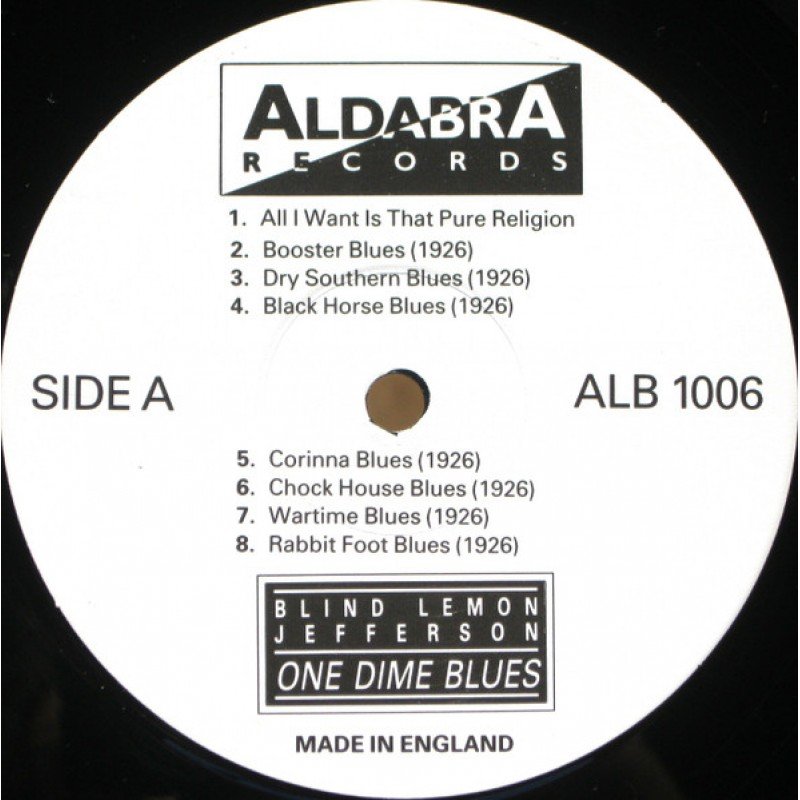 ALDABRA
RECORDS
1. All I Want Is That Pure Religion
2. Booster Blues (1926)
3. Dry Southern Blues (1926)
4. Black Horse Blues (1926)
SIDE A
ALB 1006
5. Corinna Blues (1926)
6. Chock House Blues (1926)
7. Wartime Blues (1926)
8. Rabbit Foot Blues (1926)
BLIND LEMON
JEFFERSON
ONE DIME BLUES
MADE IN ENGLAND